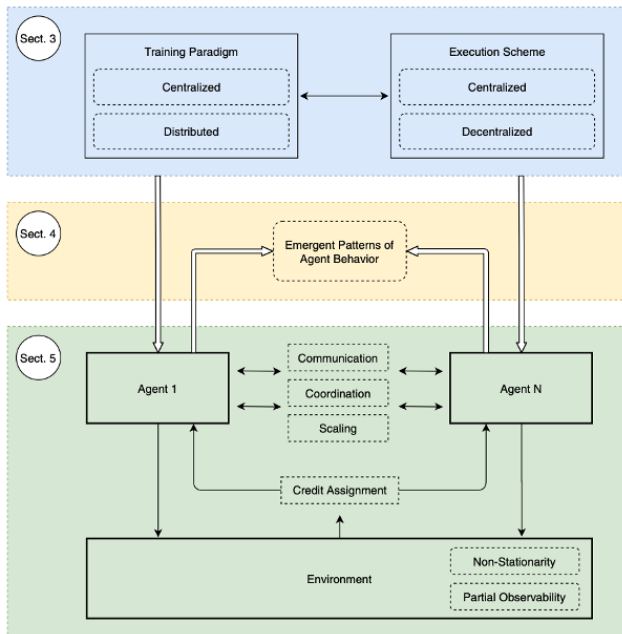 Sect. 3
Training Paradigm
Centralized
Distributed
Execution Scheme
Centralized
Decentralized
Sect. 4
Emergent Patterns of
Agent Behavior
Sect. 5
Agent 1
Communication
Coordination
Scaling
Agent N
Credit Assignment
Environment
Non-Stationarity
Partial Observability